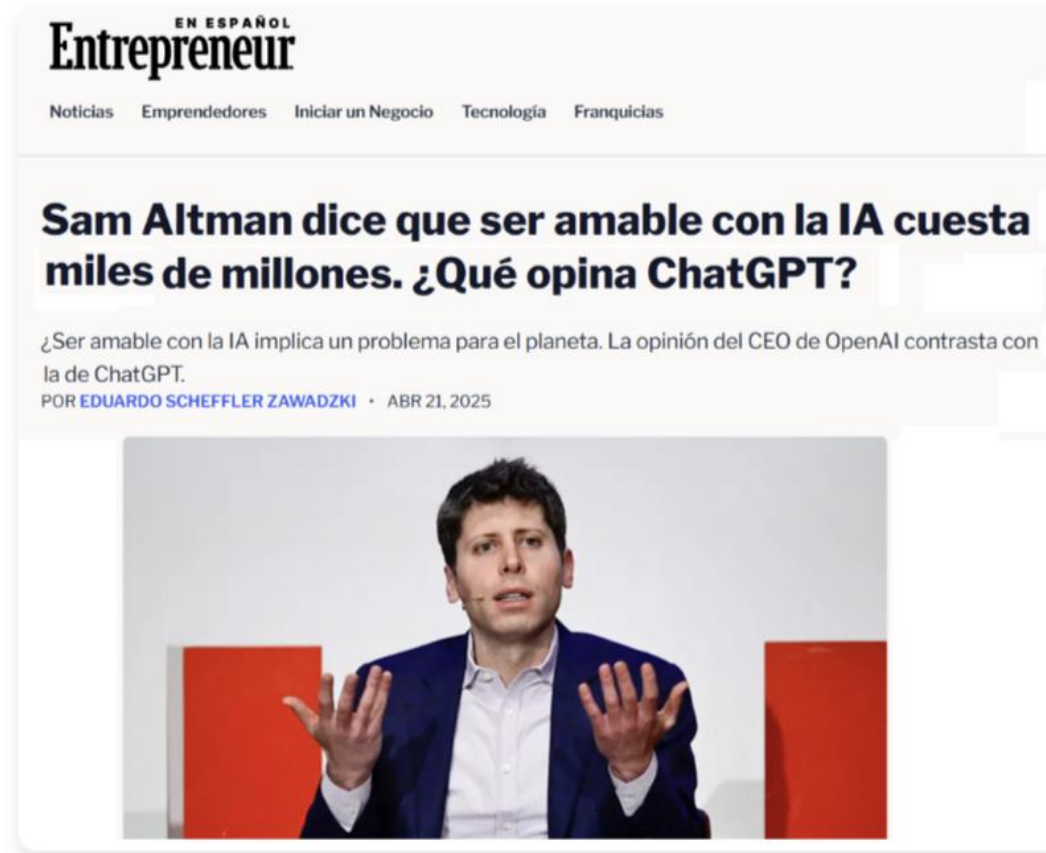 EN ESPAÑOL
Entrepreneur
Noticias Emprendedores Iniciar un Negocio Tecnología Franquicias
Sam Altman dice que ser amable con la IA cuesta
miles de millones. ¿Qué opina ChatGPT?
¿Ser amable con la IA implica un problema para el planeta. La opinión del CEO de OpenAI contrasta con
la de ChatGPT.
POR EDUARDO SCHEFFLER ZAWADZKI • ABR 21, 2025